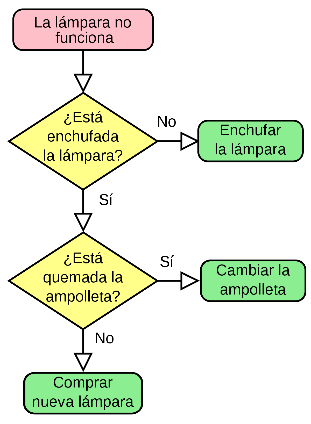 La lámpara no
funciona
¿Está
enchufada
la lámpara?
No
Enchufar
la lámpara
Sí
¿Está
quemada la
ampolleta?
Sí
Cambiar la
ampolleta
No
Comprar
nueva lámpara